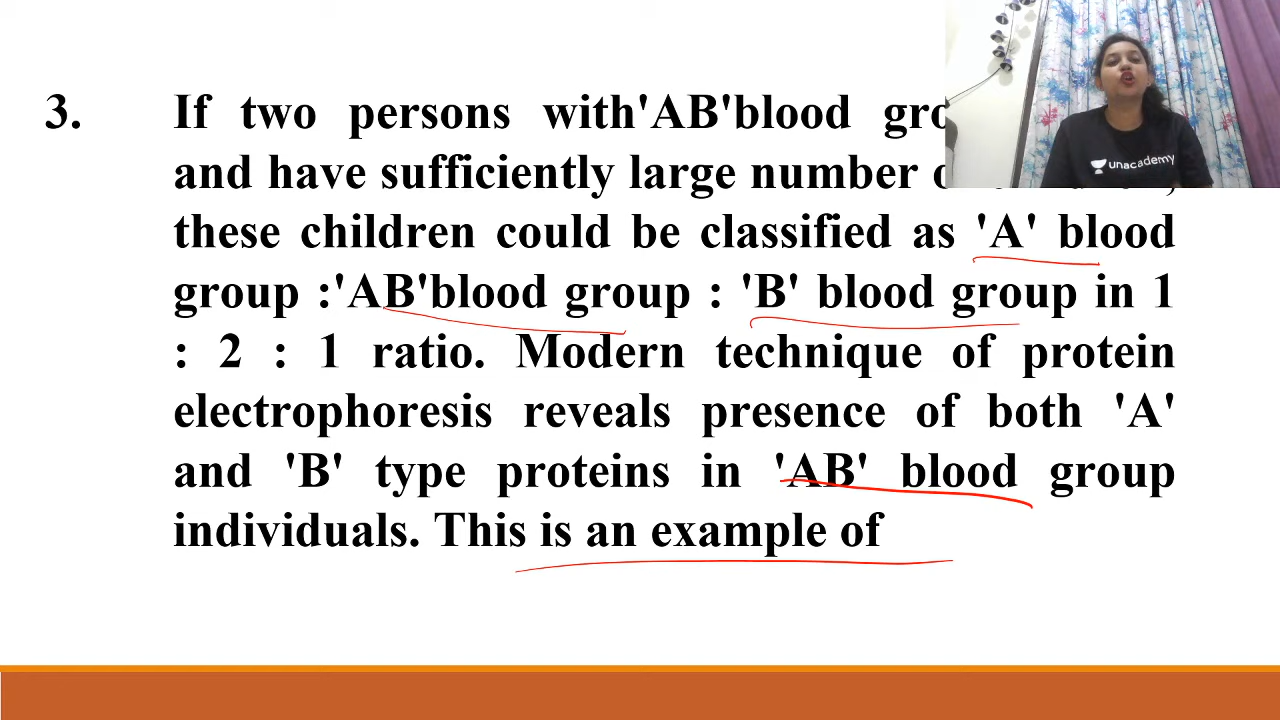 3. If two persons with'AB'blood
and have sufficiently large number
these children could be classified as 'A' blood
group :'AB'blood group : 'B' blood group in 1
: 2 : 1 ratio. Modern technique of protein
electrophoresis reveals presence of both 'A'
and 'B' type proteins in 'AB' blood group
individuals. This is an example of
unacademy